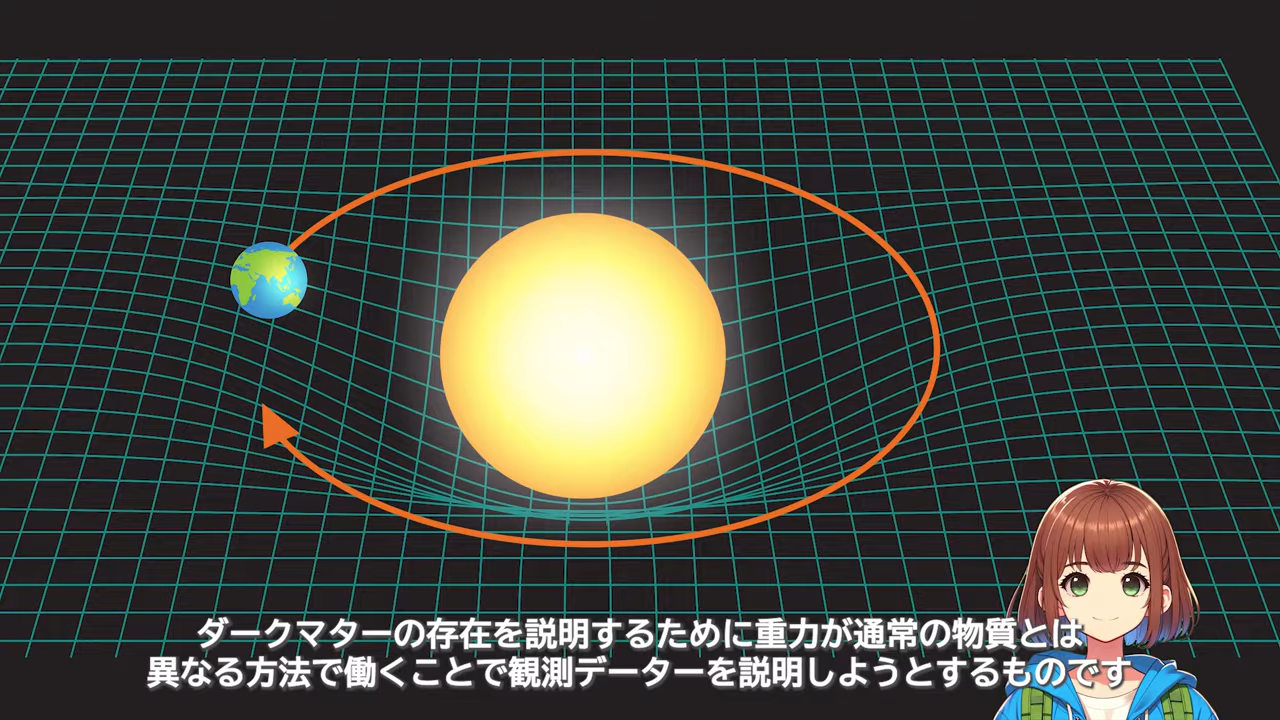 ダークマターの存在を説明するために重力が通常の物質とは
異なる方法で働くことで観測データーを説明しようとするものです